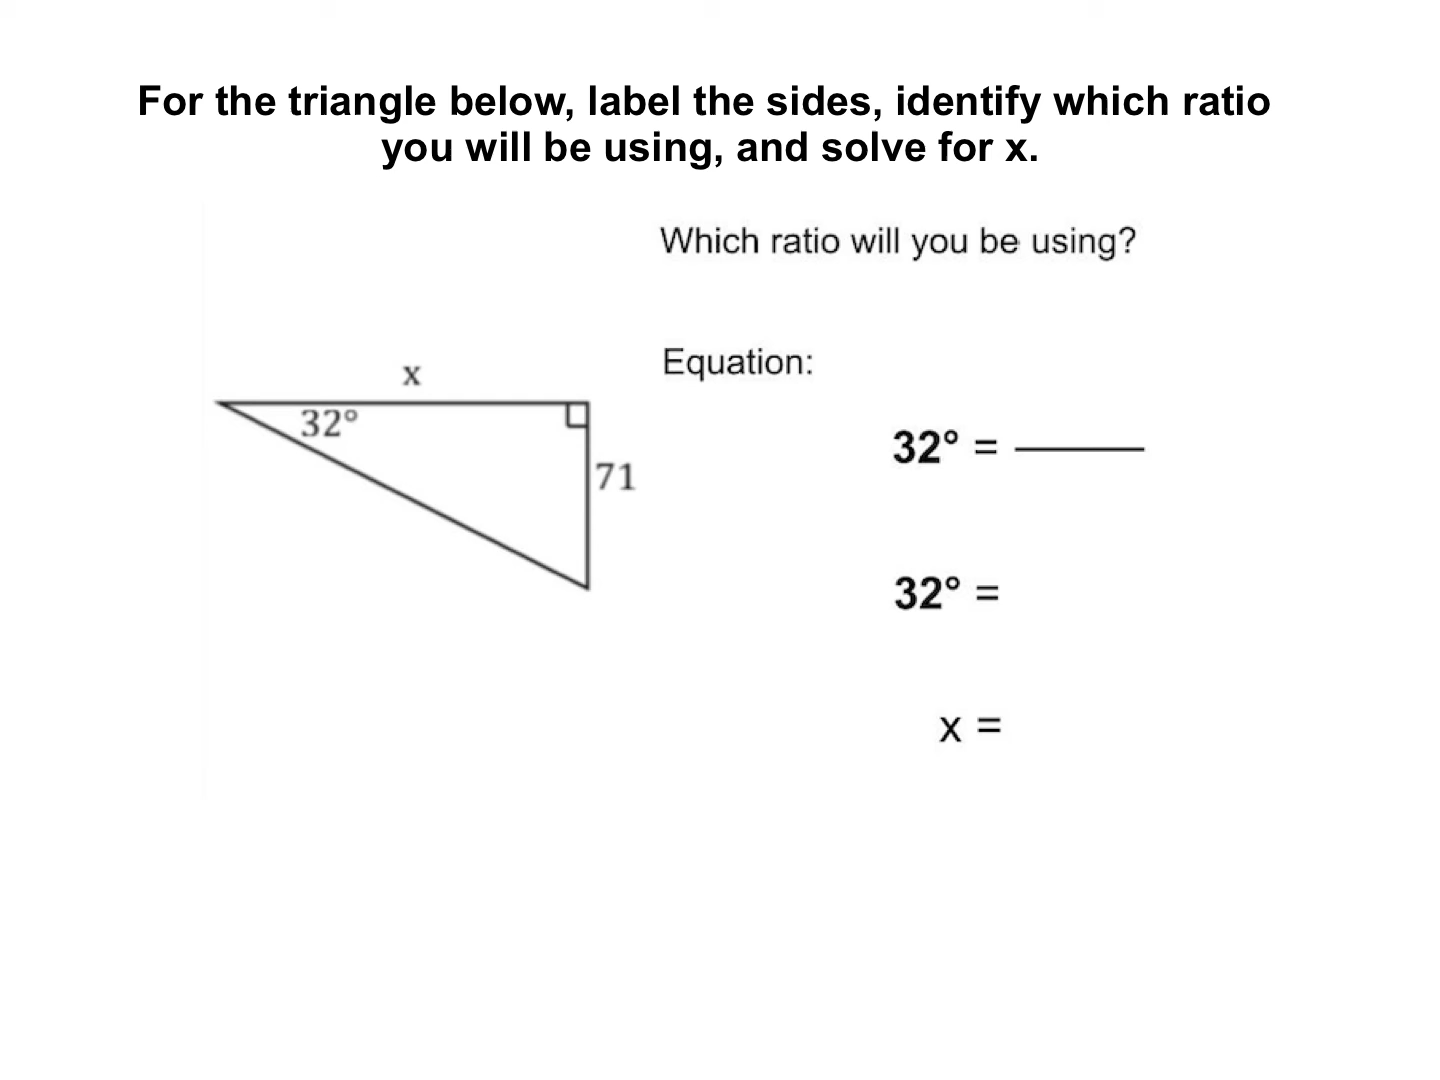 For the triangle below, label the sides, identify which ratio
you will be using, and solve for x.
Which ratio will you be using?
Equation:
x
32°
71
32° = ———
32° =
x =